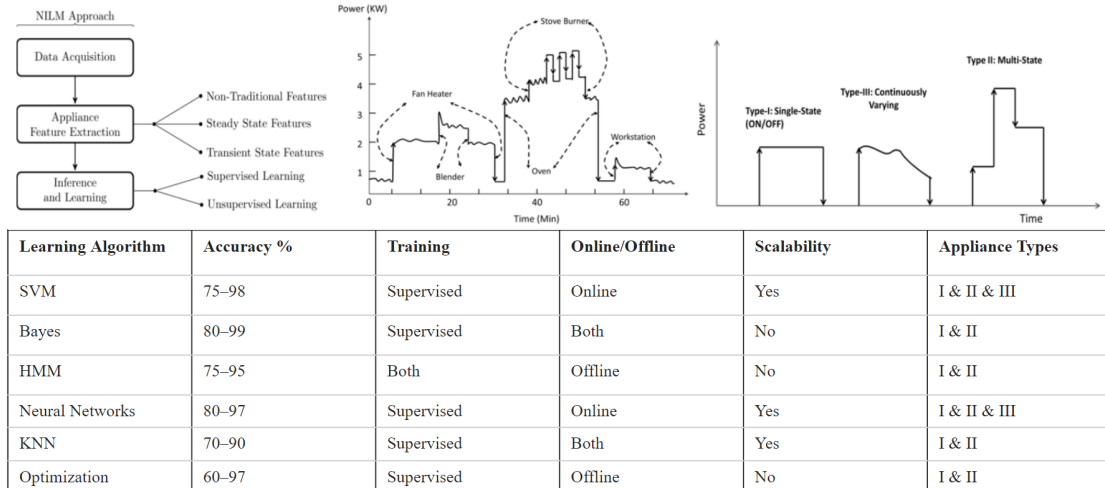 NILM Approach
Data Acquisition
Appliance
Feature Extraction
Inference
and Learning
Non-Traditional Features
Steady State Features
Transient State Features
Supervised Learning
Unsupervised Learning
Power (KW)
5
4
3
2
1
0
20
40
60
Time (Min)
Fan Heater
Blender
Stove Burner
Oven
Workstation
Power
Type-I: Single-State
(ON/OFF)
Type-III: Continuously
Varying
Type II: Multi-State
Time
Learning Algorithm Accuracy % Training Online/Offline Scalability Appliance Types
SVM 75–98 Supervised Online Yes I & II & III
Bayes 80–99 Supervised Both No I & II
HMM 75–95 Both Offline No I & II
Neural Networks 80–97 Supervised Online Yes I & II & III
KNN 70–90 Supervised Both Yes I & II
Optimization 60–97 Supervised Offline No I & II